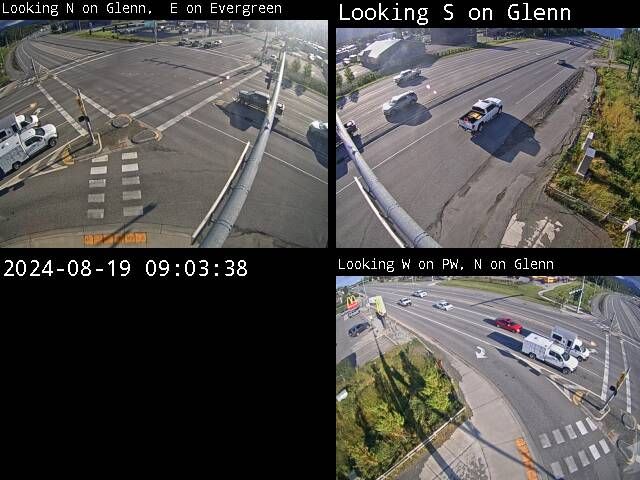 Looking N on Glenn,  E on Evergreen
Looking S on Glenn
2024-08-19 09:03:38
Looking W on PW, N on Glenn